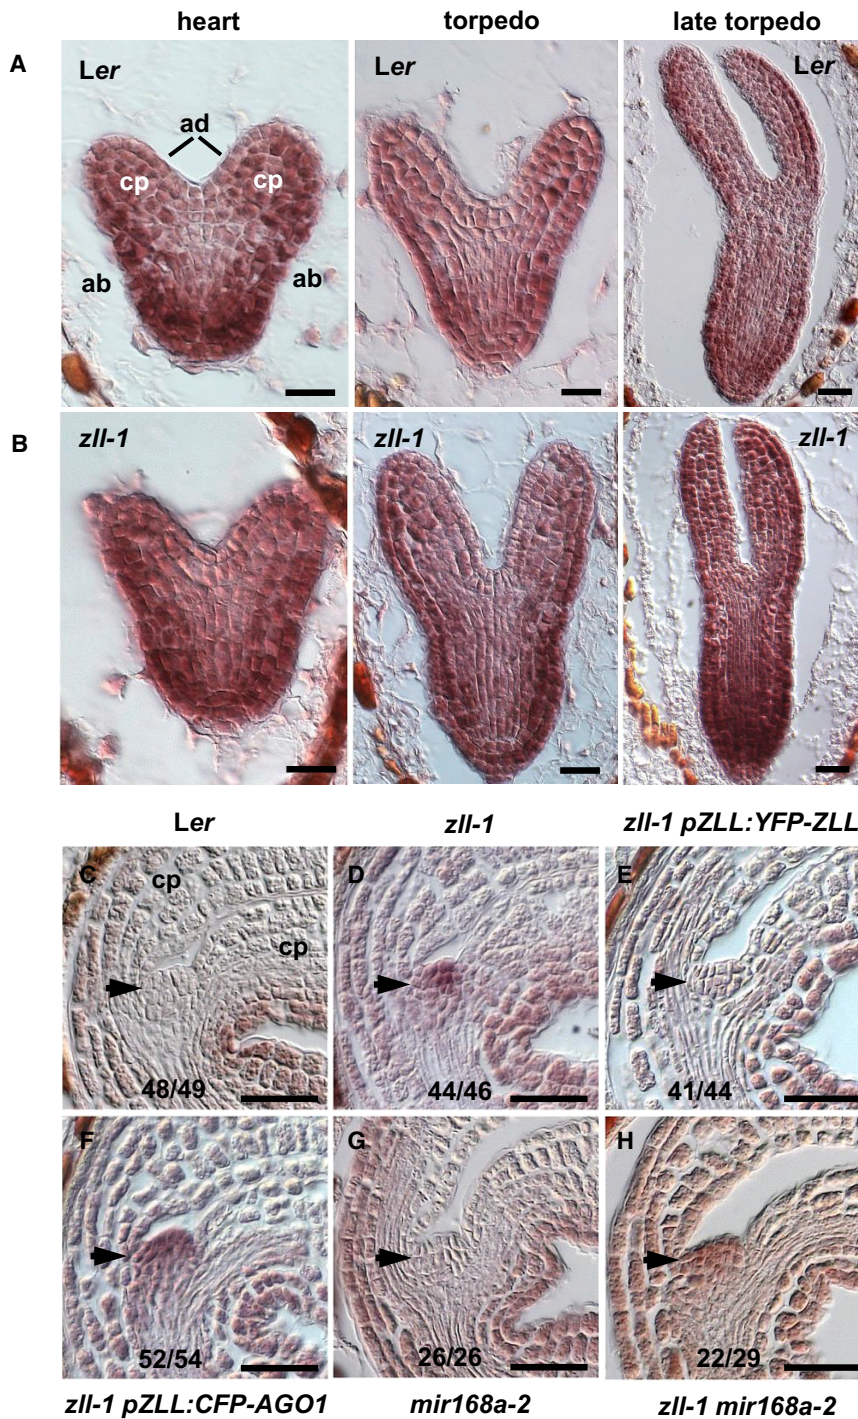 heart torpedo late torpedo
A Ler Ler Ler
ad
cp cp
ab ab
B zll-1 zll-1 zll-1
Ler zll-1 zll-1 pZLL:YFP-ZLL
C cp D E
cp
48/49 44/46 41/44
F G H
52/54 26/26 22/29
zll-1 pZLL:CFP-AGO1 mir168a-2 zll-1 mir168a-2